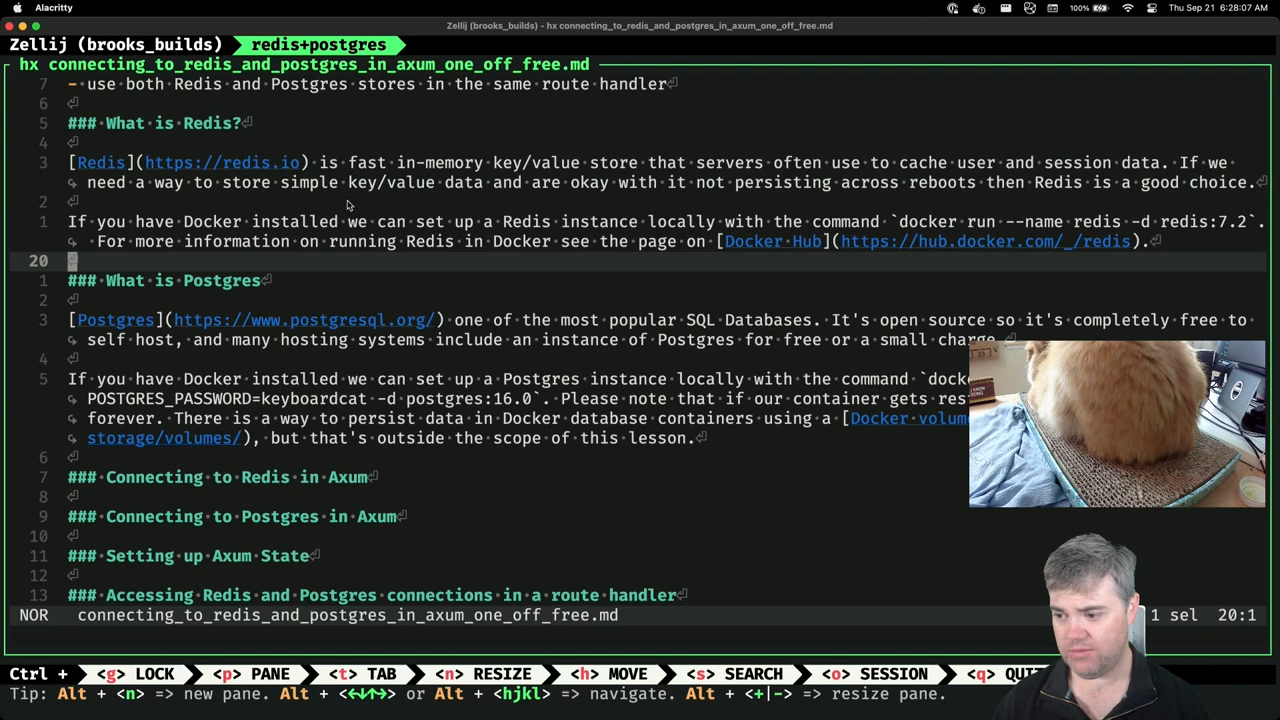 Alacritty 100% Thu Sep 21 6:28:07 AM
Zellij (brooks_builds) - hx connecting_to_redis_and_postgres_in_axum_one_off_free.md
Zellij (brooks_builds) redis+postgres
hx connecting_to_redis_and_postgres_in_axum_one_off_free.md
7 - use both Redis and Postgres stores in the same route handler
6
5 ### What is Redis?
4
3 [Redis](https://redis.io) is fast in-memory key/value store that servers often use to cache user and session data. If we
need a way to store simple key/value data and are okay with it not persisting across reboots then Redis is a good choice.
2
1 If you have Docker installed we can set up a Redis instance locally with the command `docker run --name redis -d redis:7.2`.
For more information on running Redis in Docker see the page on [Docker Hub](https://hub.docker.com/_/redis).
20
1 ### What is Postgres
2
3 [Postgres](https://www.postgresql.org/) one of the most popular SQL Databases. It's open source so it's completely free to
self host, and many hosting systems include an instance of Postgres for free or a small charge.
4
5 If you have Docker installed we can set up a Postgres instance locally with the command `dock
POSTGRES_PASSWORD=keyboardcat -d postgres:16.0`. Please note that if our container gets res
forever. There is a way to persist data in Docker database containers using a [Docker volum
storage/volumes/), but that's outside the scope of this lesson.
6
7 ### Connecting to Redis in Axum
8
9 ### Connecting to Postgres in Axum
10
11 ### Setting up Axum State
12
13 ### Accessing Redis and Postgres connections in a route handler
NOR connecting_to_redis_and_postgres_in_axum_one_off_free.md 1 sel 20:1
Ctrl + <g> LOCK <p> PANE <t> TAB <n> RESIZE <h> MOVE <s> SEARCH <o> SESSION <q> QUI
Tip: Alt + <n> => new pane. Alt + <←↓↑→> or Alt + <hjkl> => navigate. Alt + <+|-> => resize pane.